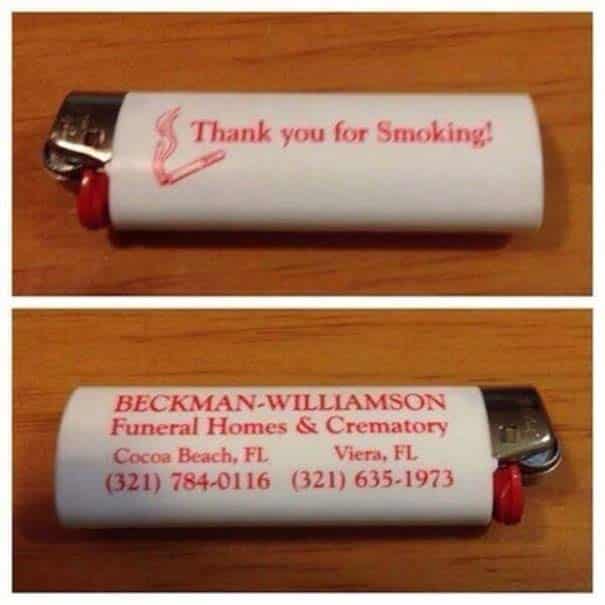 Thank you for Smoking!
BECKMAN-WILLIAMSON
Funeral Homes & Crematory
Cocoa Beach, FL Viera, FL
(321) 784-0116 (321) 635-1973